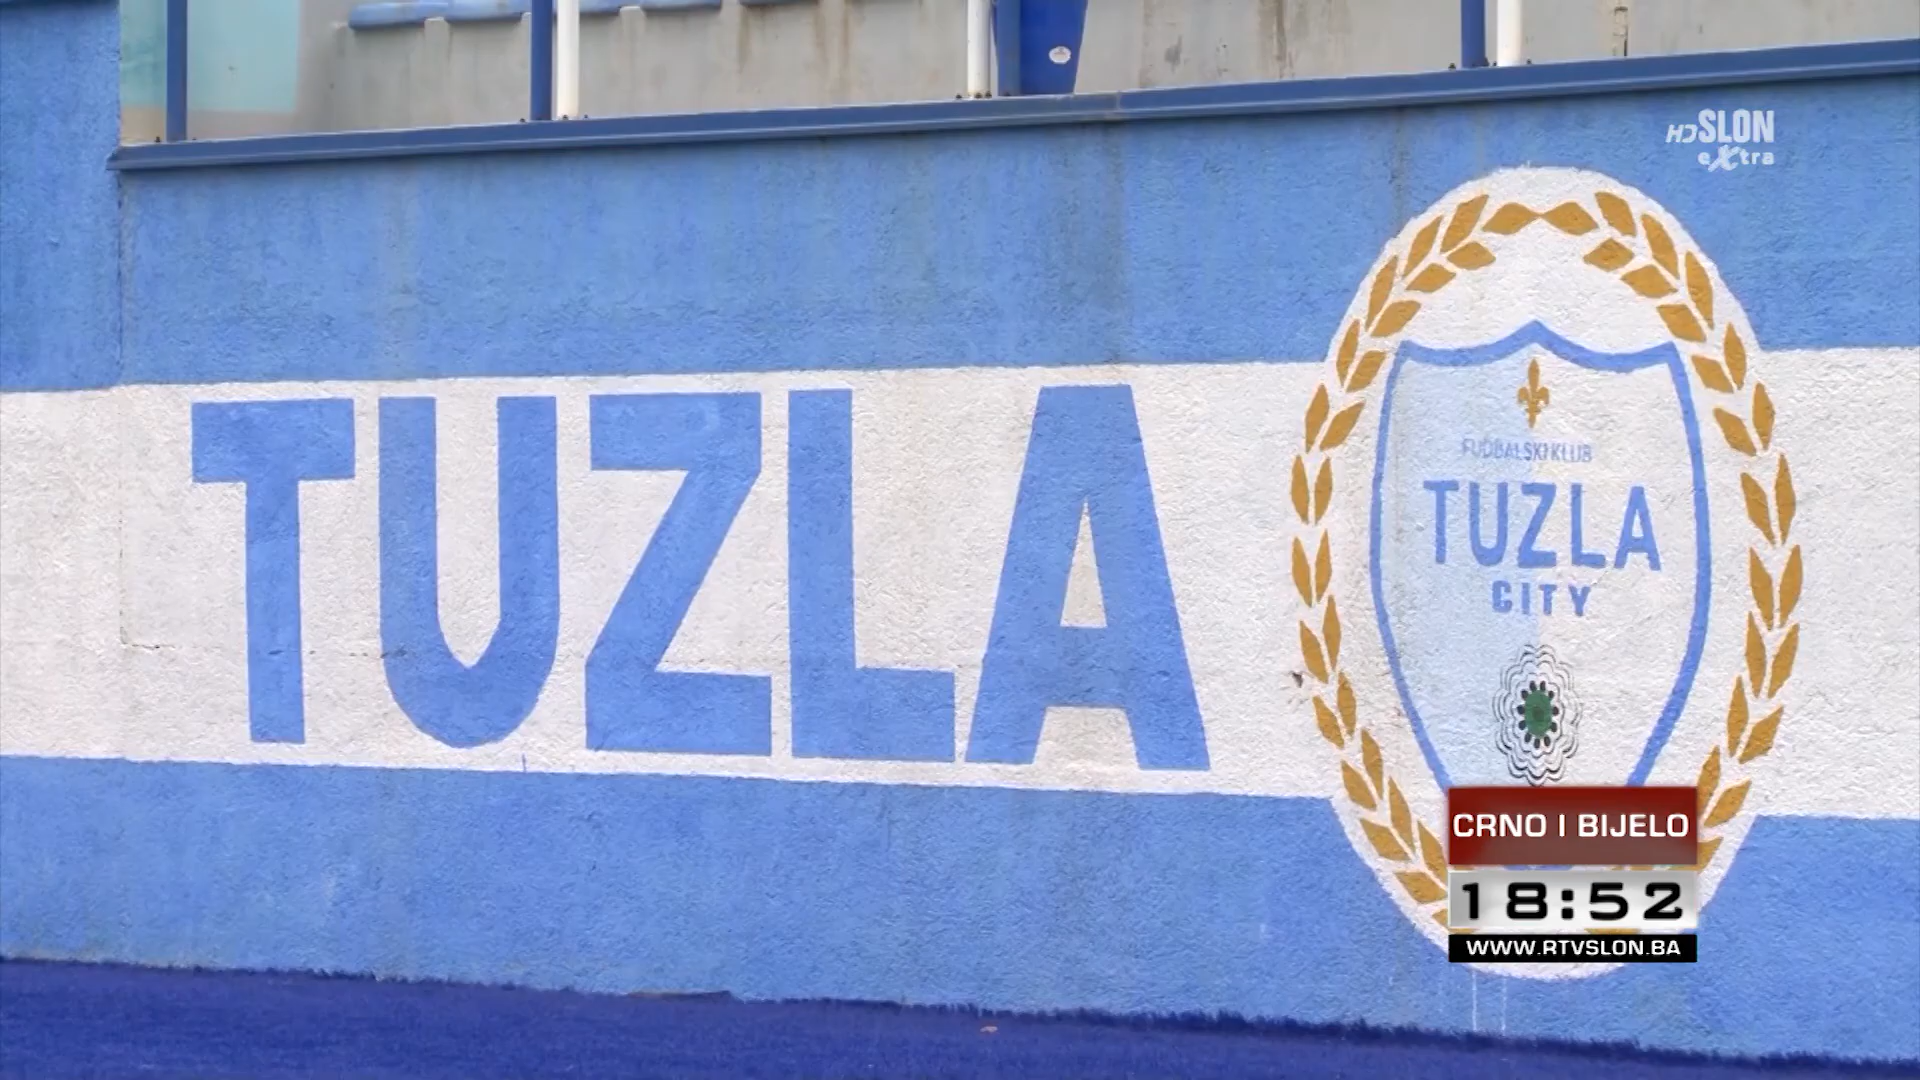 HD SLON
eXtra
TUZLA
FUDBALSKI KLUB
TUZLA
CITY
CRNO I BIJELO
18:52
WWW.RTVSLON.BA